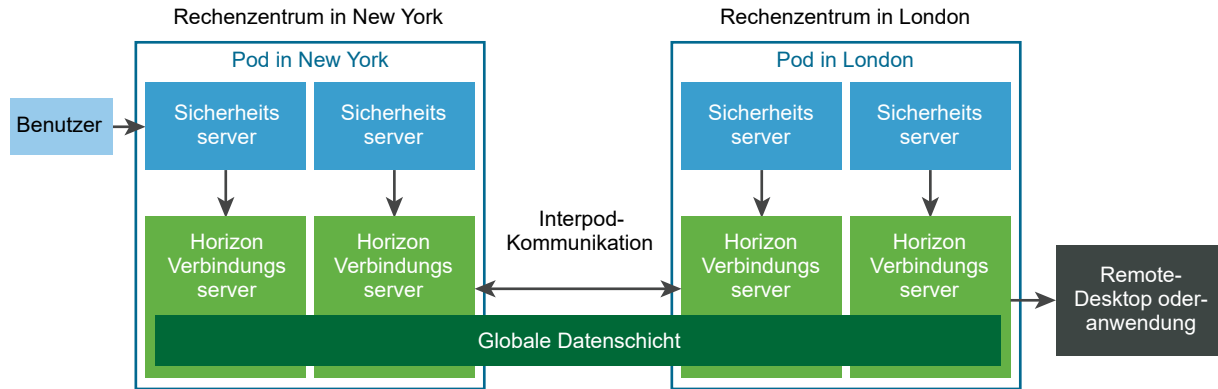 Rechenzentrum in New York
Rechenzentrum in London
Pod in New York
Pod in London
Benutzer
Sicherheits
server
Sicherheits
server
Sicherheits
server
Sicherheits
server
Interpod-
Kommunikation
Horizon
Verbindungs
server
Horizon
Verbindungs
server
Horizon
Verbindungs
server
Horizon
Verbindungs
server
Remote-
Desktop oder-
anwendung
Globale Datenschicht